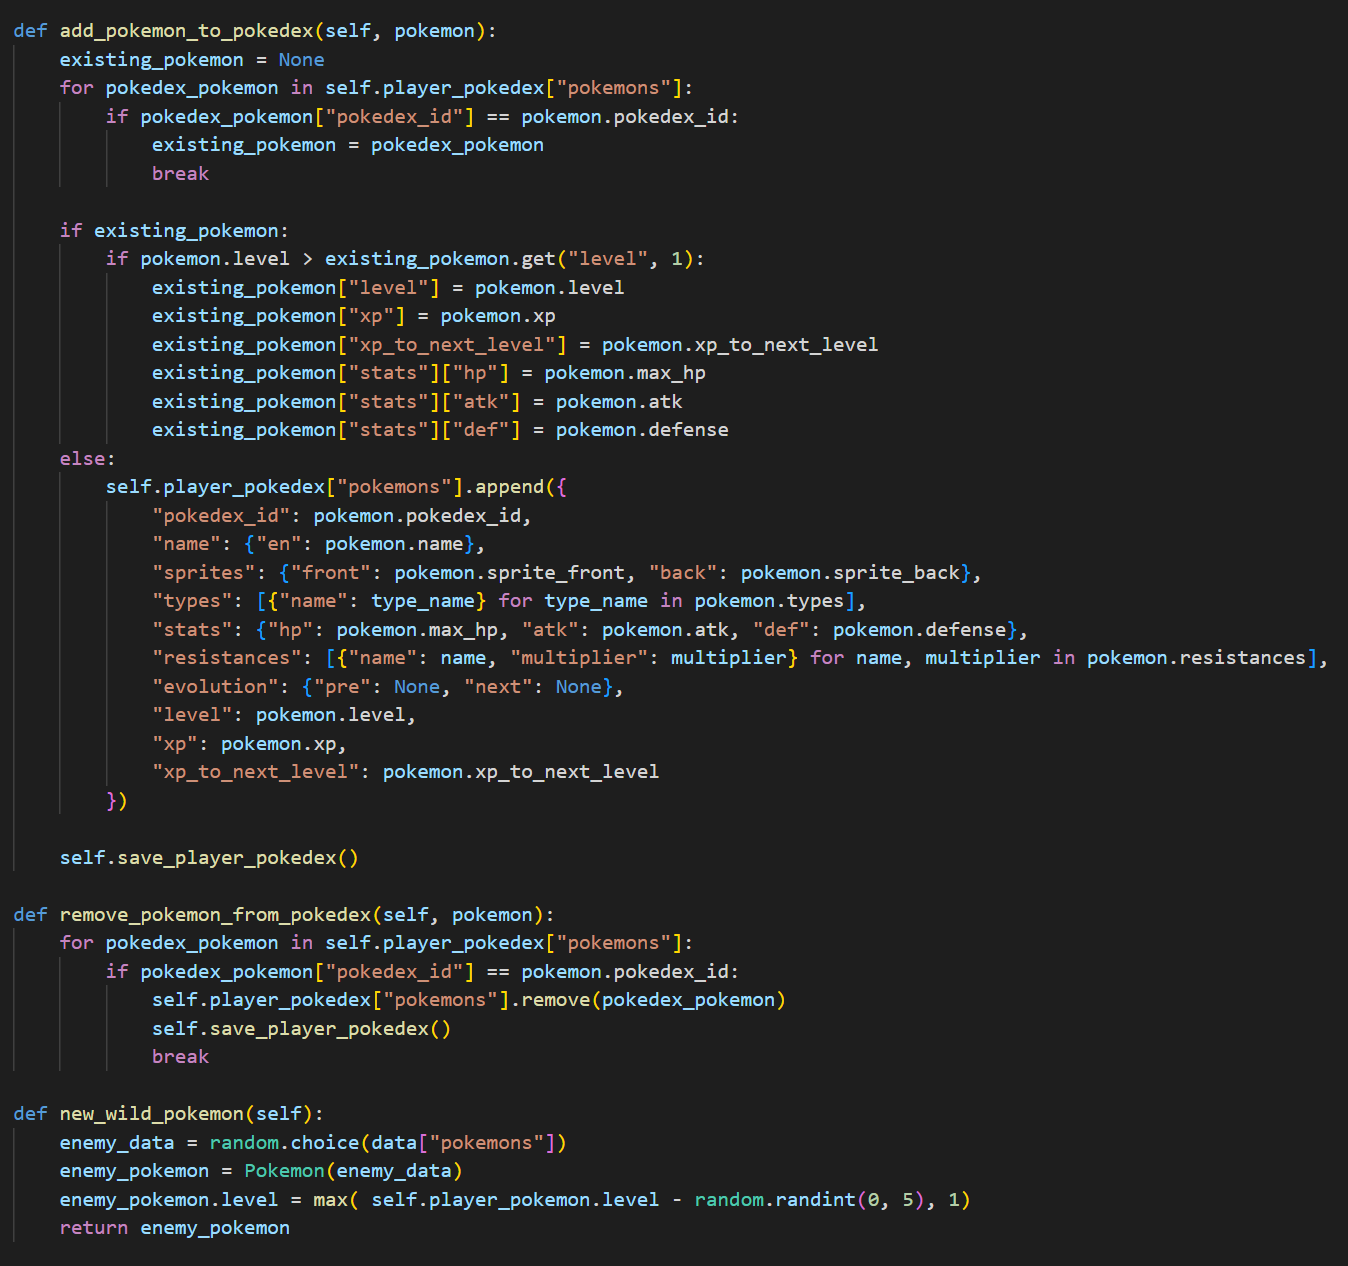 def add_pokemon_to_pokedex(self, pokemon):
    existing_pokemon = None
    for pokedex_pokemon in self.player_pokedex["pokemons"]:
        if pokedex_pokemon["pokedex_id"] == pokemon.pokedex_id:
            existing_pokemon = pokedex_pokemon
            break

    if existing_pokemon:
        if pokemon.level > existing_pokemon.get("level", 1):
            existing_pokemon["level"] = pokemon.level
            existing_pokemon["xp"] = pokemon.xp
            existing_pokemon["xp_to_next_level"] = pokemon.xp_to_next_level
            existing_pokemon["stats"]["hp"] = pokemon.max_hp
            existing_pokemon["stats"]["atk"] = pokemon.atk
            existing_pokemon["stats"]["def"] = pokemon.defense
    else:
        self.player_pokedex["pokemons"].append({
            "pokedex_id": pokemon.pokedex_id,
            "name": {"en": pokemon.name},
            "sprites": {"front": pokemon.sprite_front, "back": pokemon.sprite_back},
            "types": [{"name": type_name} for type_name in pokemon.types],
            "stats": {"hp": pokemon.max_hp, "atk": pokemon.atk, "def": pokemon.defense},
            "resistances": [{"name": name, "multiplier": multiplier} for name, multiplier in pokemon.resistances],
            "evolution": {"pre": None, "next": None},
            "level": pokemon.level,
            "xp": pokemon.xp,
            "xp_to_next_level": pokemon.xp_to_next_level
        })

    self.save_player_pokedex()

def remove_pokemon_from_pokedex(self, pokemon):
    for pokedex_pokemon in self.player_pokedex["pokemons"]:
        if pokedex_pokemon["pokedex_id"] == pokemon.pokedex_id:
            self.player_pokedex["pokemons"].remove(pokedex_pokemon)
            self.save_player_pokedex()
            break

def new_wild_pokemon(self):
    enemy_data = random.choice(data["pokemons"])
    enemy_pokemon = Pokemon(enemy_data)
    enemy_pokemon.level = max( self.player_pokemon.level - random.randint(0, 5), 1)
    return enemy_pokemon